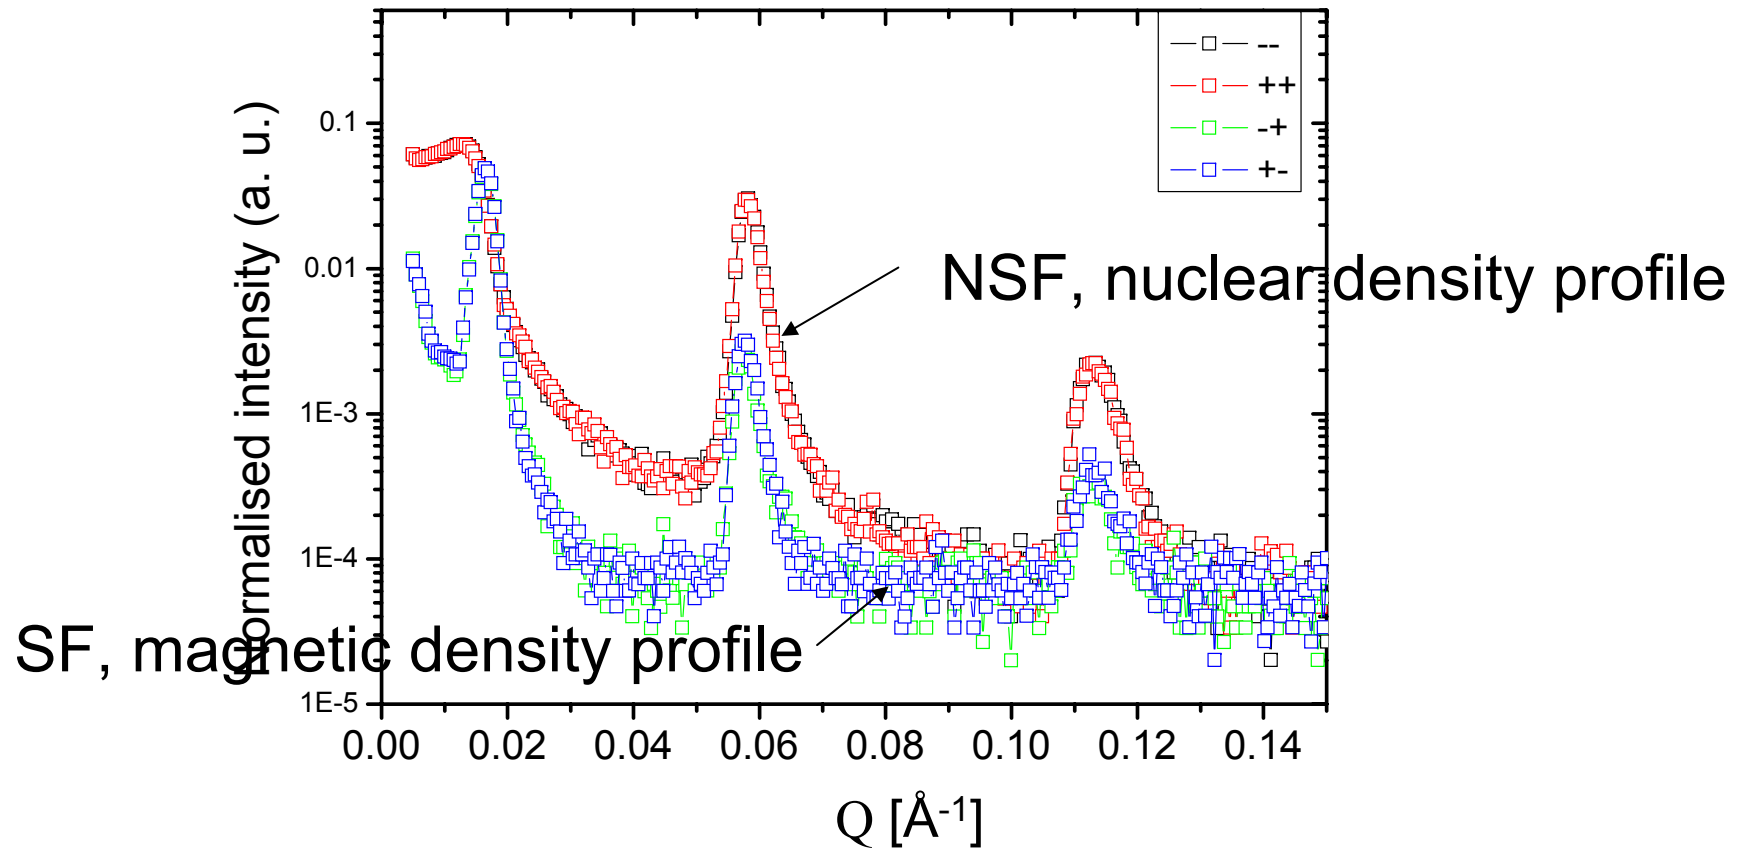 --
++
-+
+-
0.1
0.01
1E-3
1E-4
1E-5
Normalised intensity (a. u.)
NSF, nuclear density profile
SF, magnetic density profile
0.00 0.02 0.04 0.06 0.08 0.10 0.12 0.14
Q [Å-1]